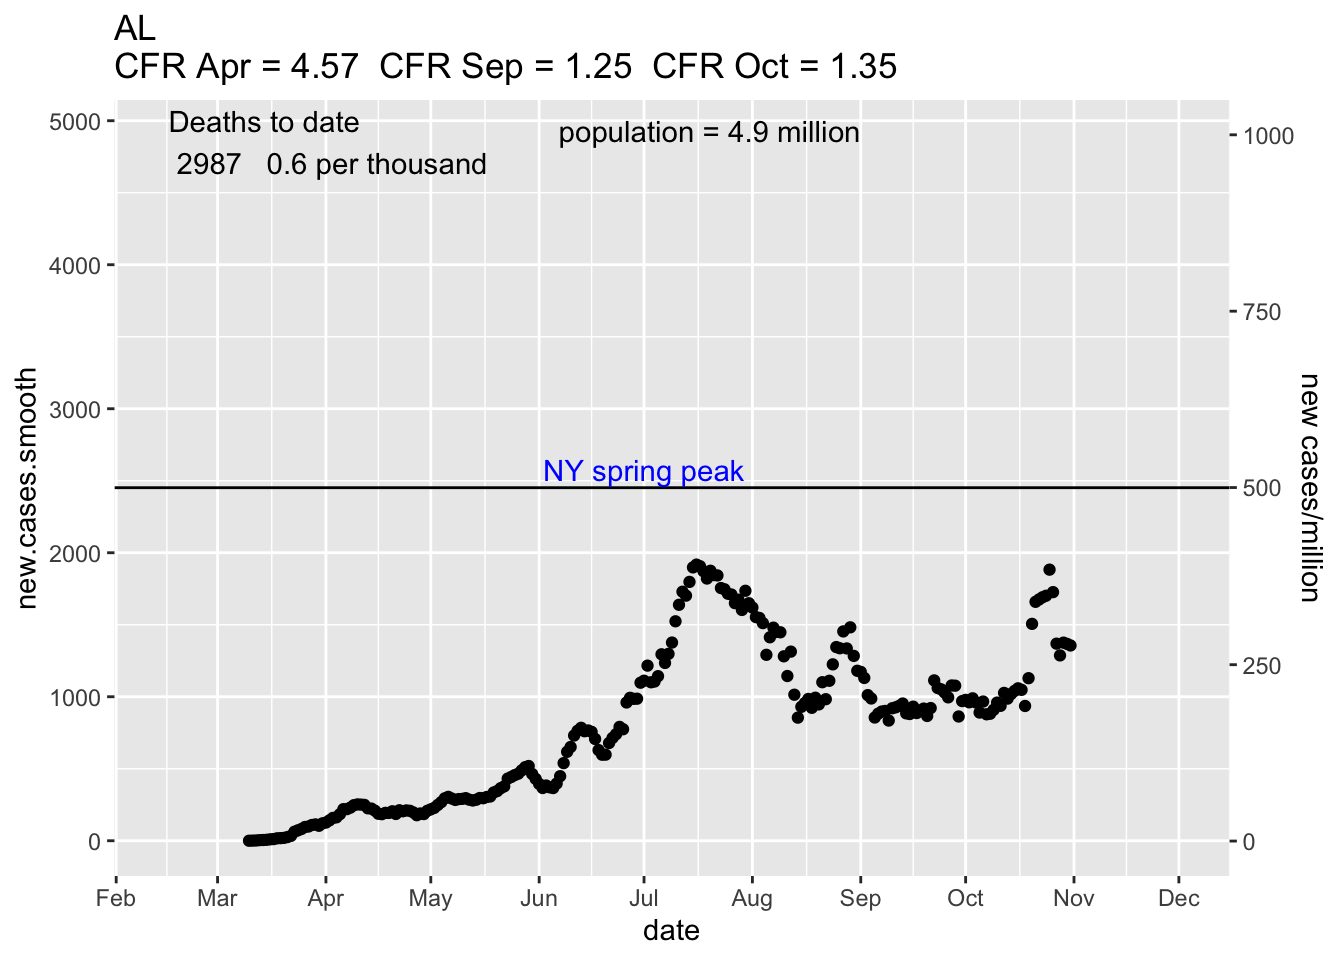 AL
CFR Apr = 4.57  CFR Sep = 1.25  CFR Oct = 1.35
Deaths to date
2987   0.6 per thousand
population = 4.9 million
NY spring peak
new.cases.smooth
5000
4000
3000
2000
1000
0
1000
750
500
250
0
new cases/million
Feb Mar Apr May Jun Jul Aug Sep Oct Nov Dec
date